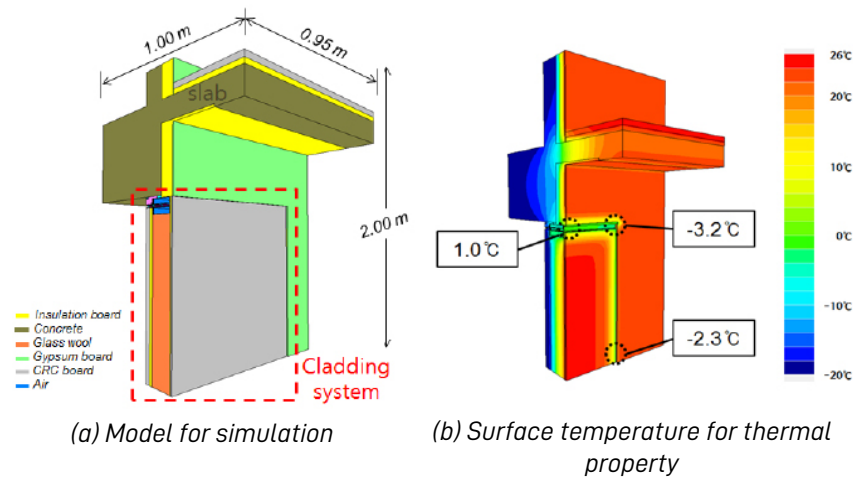 1.00 m
0.95 m
slab
2.00 m
Insulation board
Concrete
Glass wool
Gypsum board
CRC board
Air
Cladding
system
(a) Model for simulation
26℃
20℃
10℃
0℃
-10℃
-20℃
1.0℃
-3.2℃
-2.3℃
(b) Surface temperature for thermal
property